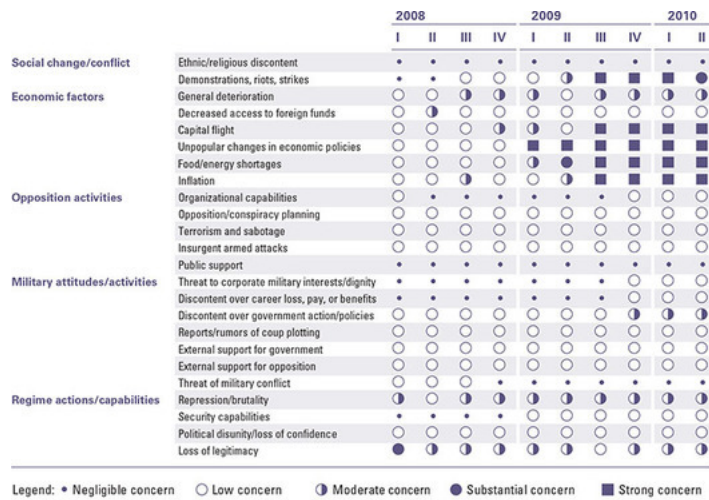 2008 2009 2010
I II III IV I II III IV I II
Social change/conflict Ethnic/religious discontent
Demonstrations, riots, strikes
Economic factors General deterioration
Decreased access to foreign funds
Capital flight
Unpopular changes in economic policies
Food/energy shortages
Inflation
Opposition activities Organizational capabilities
Opposition/conspiracy planning
Terrorism and sabotage
Insurgent armed attacks
Public support
Military attitudes/activities Threat to corporate military interests/dignity
Discontent over career loss, pay, or benefits
Discontent over government action/policies
Reports/rumors of coup plotting
External support for government
External support for opposition
Threat of military conflict
Regime actions/capabilities Repression/brutality
Security capabilities
Political disunity/loss of confidence
Loss of legitimacy
Legend: • Negligible concern ○ Low concern ◑ Moderate concern ● Substantial concern ■ Strong concern